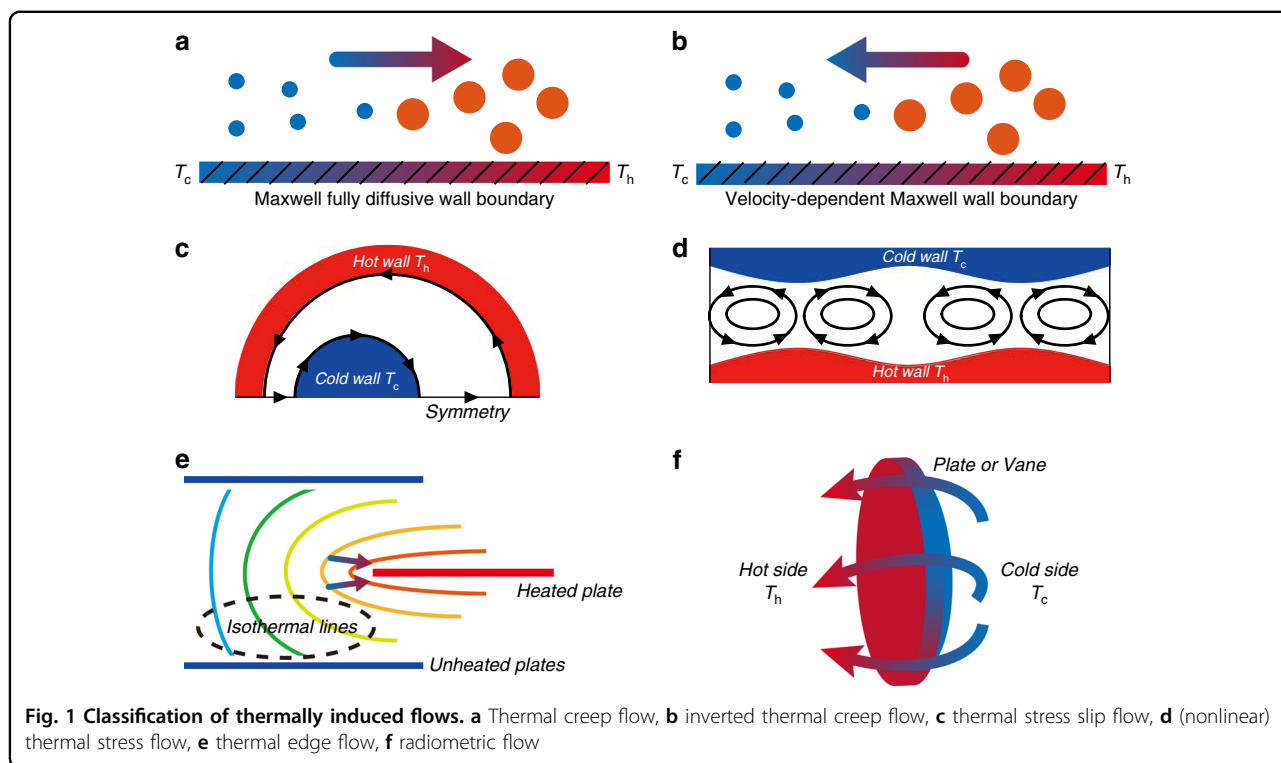 a
b
T_c
T_h
Maxwell fully diffusive wall boundary
T_c
T_h
Velocity-dependent Maxwell wall boundary
c
Hot wall T_h
Cold wall T_c
Symmetry
d
Cold wall T_c
Hot wall T_h
e
Isothermal lines
Heated plate
Unheated plates
f
Plate or Vane
Hot side
T_h
Cold side
T_c
Fig. 1 Classification of thermally induced flows. a Thermal creep flow, b inverted thermal creep flow, c thermal stress slip flow, d (nonlinear)
thermal stress flow, e thermal edge flow, f radiometric flow